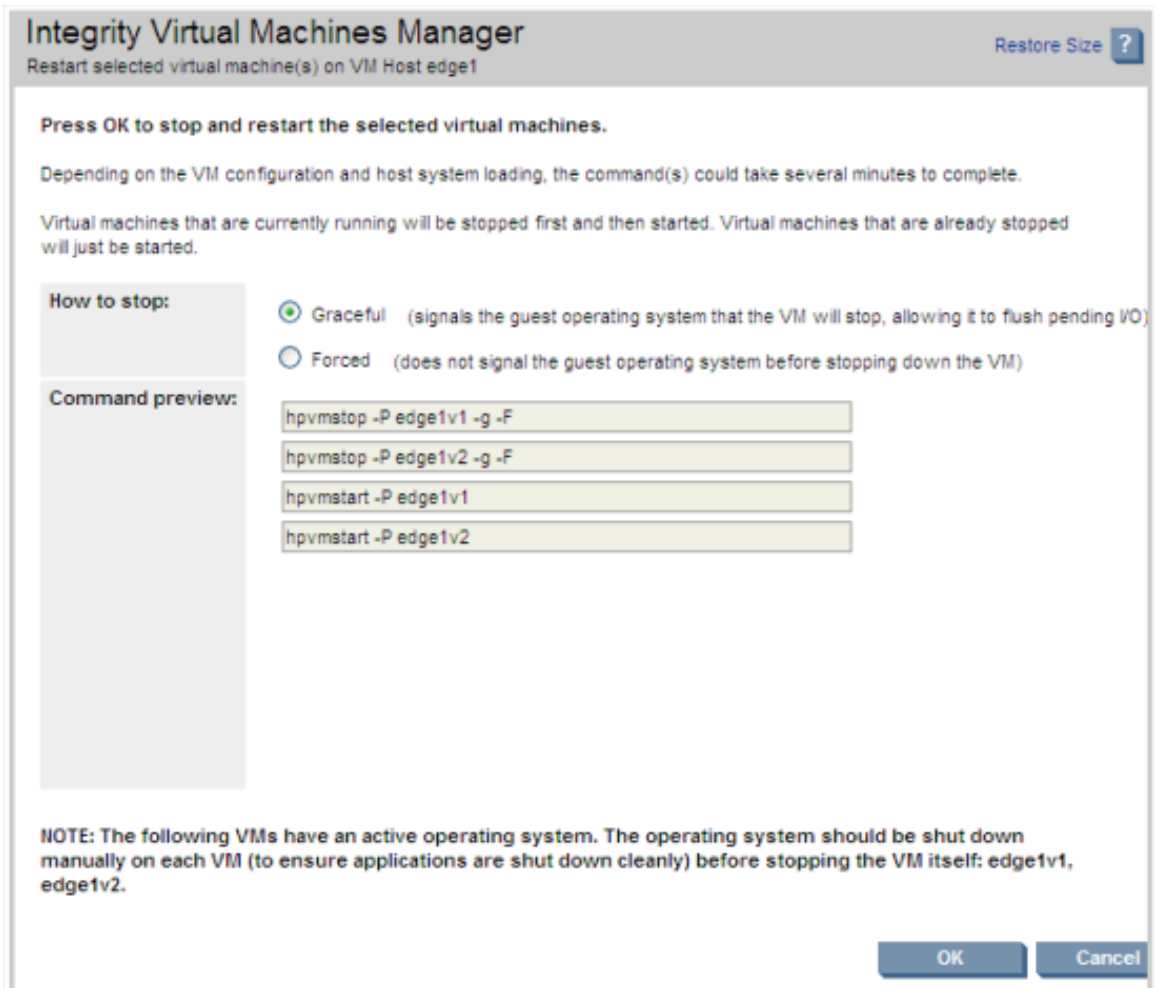 Integrity Virtual Machines Manager
Restore Size ?
Restart selected virtual machine(s) on VM Host edge1
Press OK to stop and restart the selected virtual machines.
Depending on the VM configuration and host system loading, the command(s) could take several minutes to complete.
Virtual machines that are currently running will be stopped first and then started. Virtual machines that are already stopped
will just be started.
How to stop:
Graceful (signals the guest operating system that the VM will stop, allowing it to flush pending I/O)
Forced (does not signal the guest operating system before stopping down the VM)
Command preview:
hpvmstop -P edge1v1 -g -F
hpvmstop -P edge1v2 -g -F
hpvmstart -P edge1v1
hpvmstart -P edge1v2
NOTE: The following VMs have an active operating system. The operating system should be shut down
manually on each VM (to ensure applications are shut down cleanly) before stopping the VM itself: edge1v1,
edge1v2.
OK Cancel